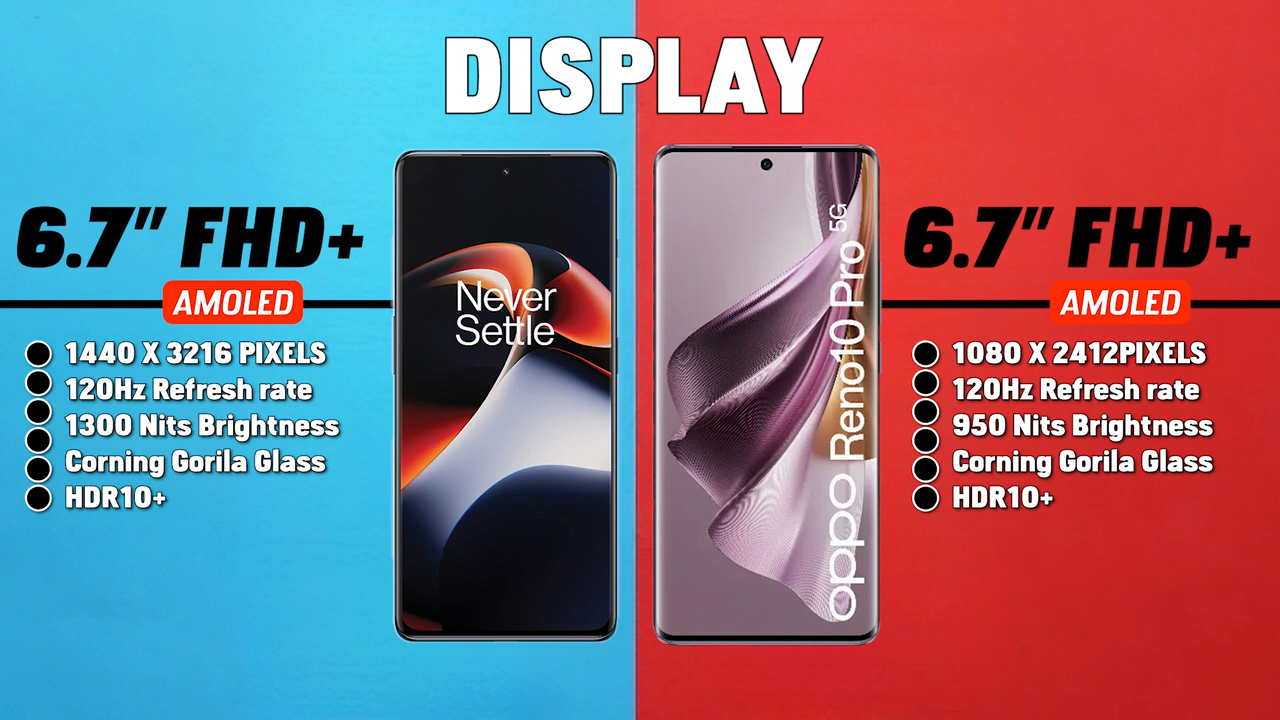 DISPLAY
6.7" FHD+
AMOLED
1440 X 3216 PIXELS
120Hz Refresh rate
1300 Nits Brightness
Corning Gorila Glass
HDR10+
Never
Settle
oppo Reno10 Pro 5G
6.7" FHD+
AMOLED
1080 X 2412PIXELS
120Hz Refresh rate
950 Nits Brightness
Corning Gorila Glass
HDR10+